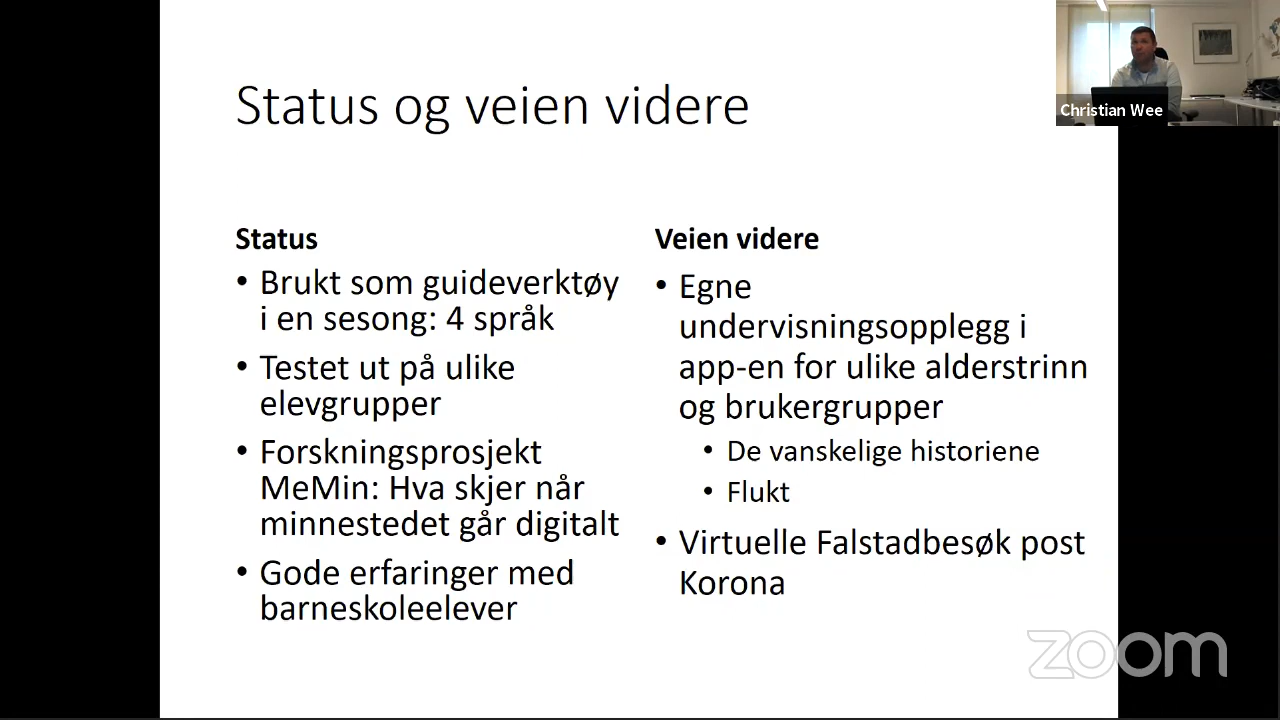 Status og veien videre
Christian Wee
Status
• Brukt som guideverktøy
i en sesong: 4 språk
• Testet ut på ulike
elevgrupper
• Forskningsprosjekt
MeMin: Hva skjer når
minnestedet går digitalt
• Gode erfaringer med
barneskoleelever
Veien videre
• Egne
undervisningsopplegg i
app-en for ulike alderstrinn
og brukergrupper
• De vanskelige historiene
• Flukt
• Virtuelle Falstadbesøk post
Korona
zoom